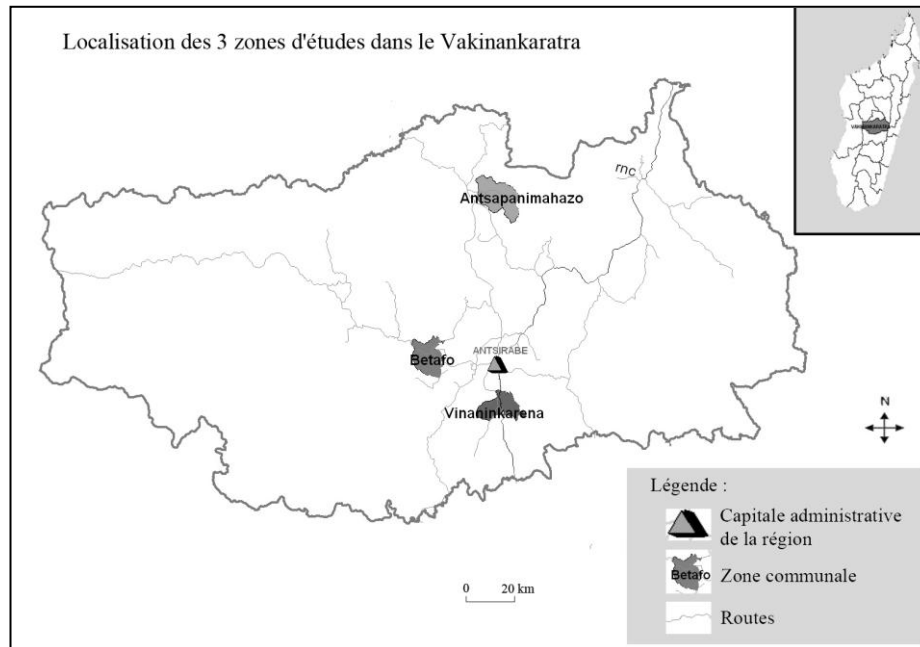 Localisation des 3 zones d'études dans le Vakinankaratra
VAKINANKARATRA
rnc
Antsapanimahazo
ANTSIRABE
Betafo
Vinaninkarena
N
Légende :
Capitale administrative
de la région
Betafo
Zone communale
Routes
0 20 km